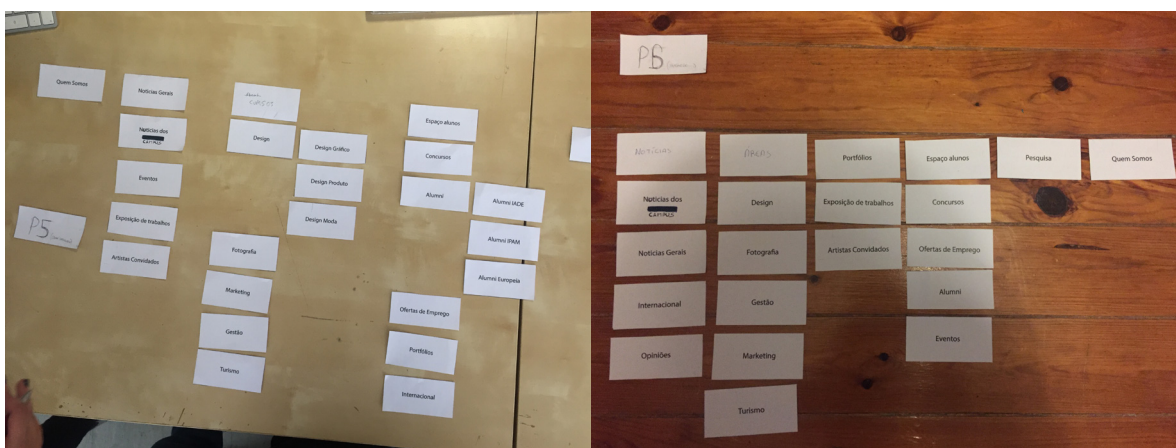 Quem Somos
Notícias Gerais
Notícias dos
CAMPUS
Eventos
Exposição de trabalhos
Artistas Convidados
P5
Design
Design Gráfico
Design Produto
Design Moda
Fotografia
Marketing
Gestão
Turismo
Espaço alunos
Concursos
Alumni
Alumni IADE
Alumni IPAM
Alumni Europeia
Ofertas de Emprego
Portfólios
Internacional
NOTÍCIAS
Notícias dos
CAMPUS
Notícias Gerais
Internacional
Opiniões
ÁREAS
Design
Fotografia
Gestão
Marketing
Turismo
Portfólios
Exposição de trabalhos
Artistas Convidados
Espaço alunos
Concursos
Ofertas de Emprego
Alumni
Eventos
Pesquisa
Quem Somos